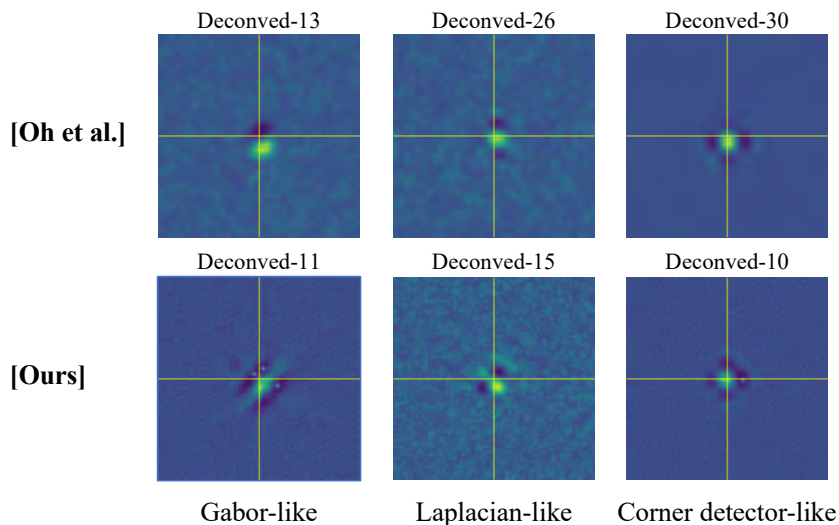 Deconved-13 Deconved-26 Deconved-30
[Oh et al.]
Deconved-11 Deconved-15 Deconved-10
[Ours]
Gabor-like Laplacian-like Corner detector-like